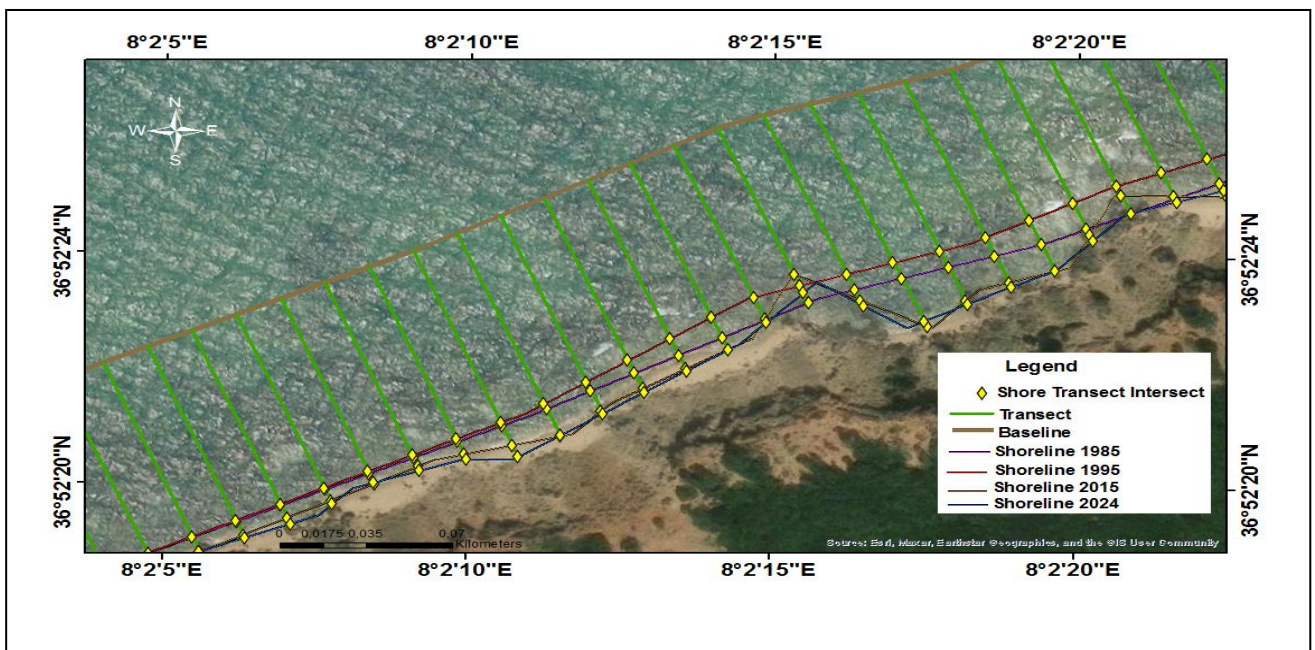 8°2'5"E 8°2'10"E 8°2'15"E 8°2'20"E
N
W E
S
36°52'24"N
36°52'24"N
Legend
Shore Transect Intersect
Transect
Baseline
Shoreline 1985
Shoreline 1995
Shoreline 2015
Shoreline 2024
36°52'20"N
36°52'20"N
0 0,0175 0,035 0,07
Kilometers
Source: Esri, Maxar, Earthstar Geographics, and the GIS User Community
8°2'5"E 8°2'10"E 8°2'15"E 8°2'20"E